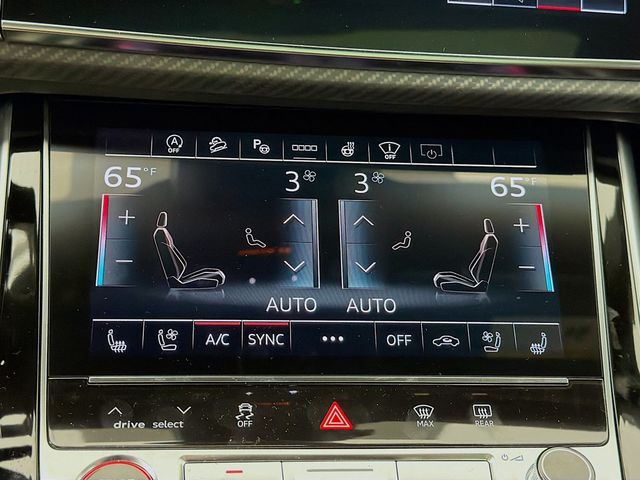 A OFF P OFF
65°F 3 3 65°F
+ +
- -
AUTO AUTO
A/C SYNC ••• OFF
drive select OFF MAX REAR